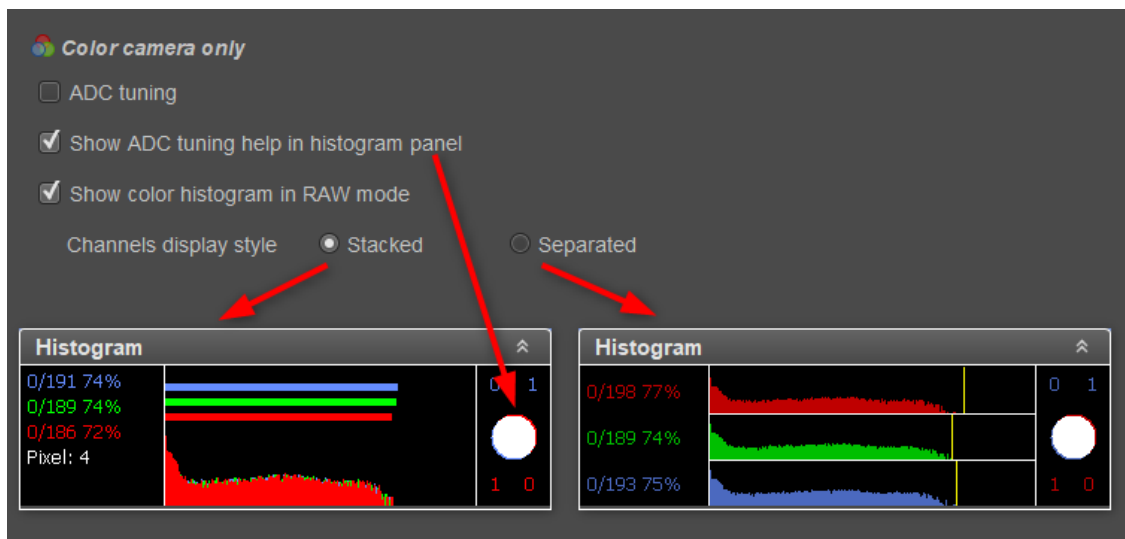 Color camera only
ADC tuning
Show ADC tuning help in histogram panel
Show color histogram in RAW mode
Channels display style Stacked Separated
Histogram
0/191 74%
0/189 74%
0/186 72%
Pixel: 4
0 1
1 0
Histogram
0/198 77%
0/189 74%
0/193 75%
0 1
1 0